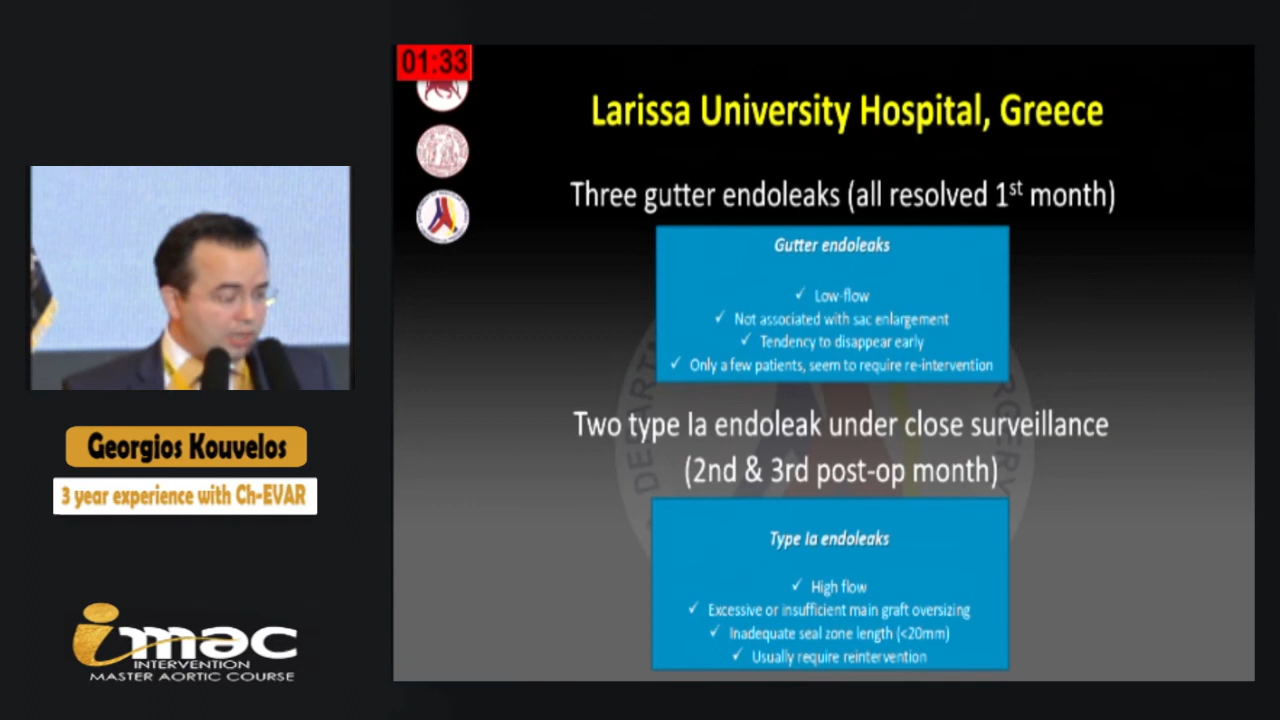 01:33
Larissa University Hospital, Greece
Three gutter endoleaks (all resolved 1st month)
Gutter endoleaks
✓ Low-flow
✓ Not associated with sac enlargement
✓ Tendency to disappear early
✓ Only a few patients, seem to require re-intervention
Two type Ia endoleak under close surveillance
(2nd & 3rd post-op month)
Type Ia endoleaks
✓ High flow
✓ Excessive or insufficient main graft oversizing
✓ Inadequate seal zone length (<20mm)
✓ Usually require reintervention
Georgios Kouvelos
3 year experience with Ch-EVAR
imac
INTERVENTION
MASTER AORTIC COURSE